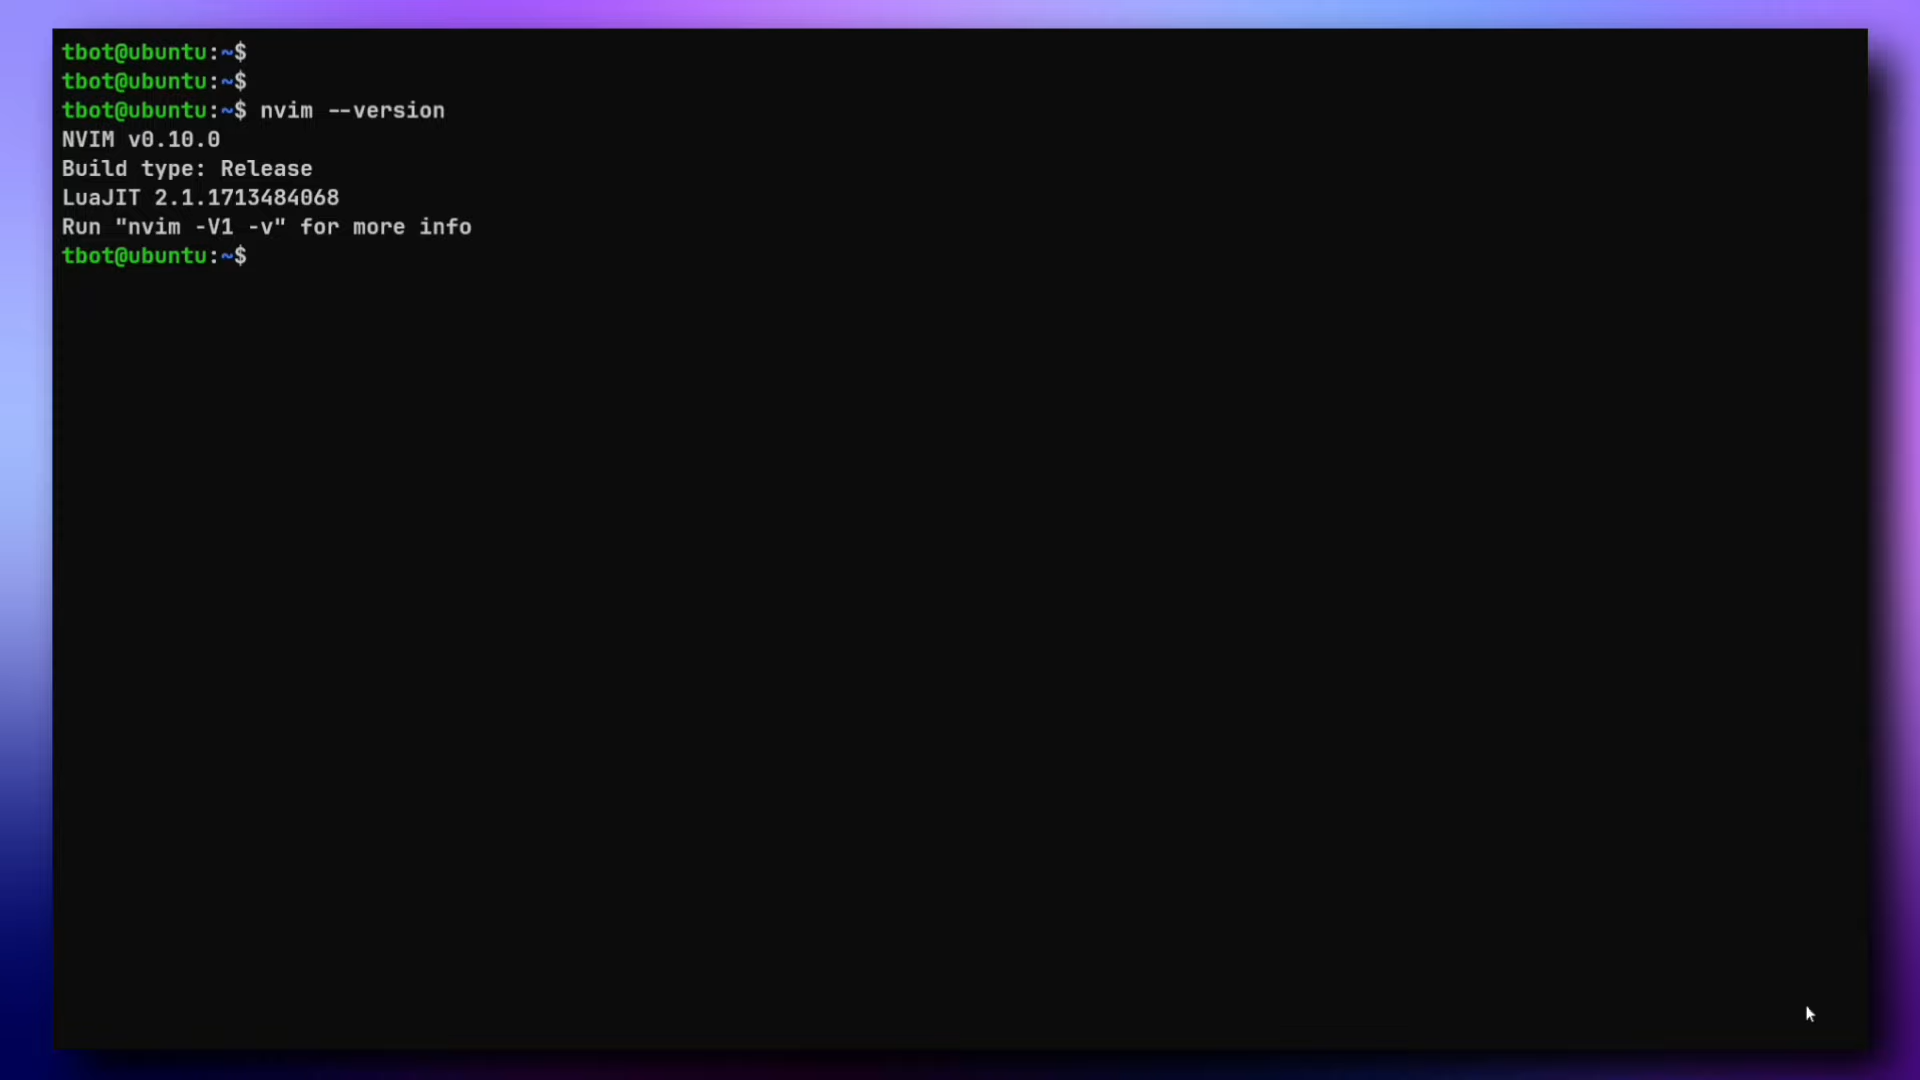 tbot@ubuntu:~$
tbot@ubuntu:~$
tbot@ubuntu:~$ nvim --version
NVIM v0.10.0
Build type: Release
LuaJIT 2.1.1713484068
Run "nvim -V1 -v" for more info
tbot@ubuntu:~$